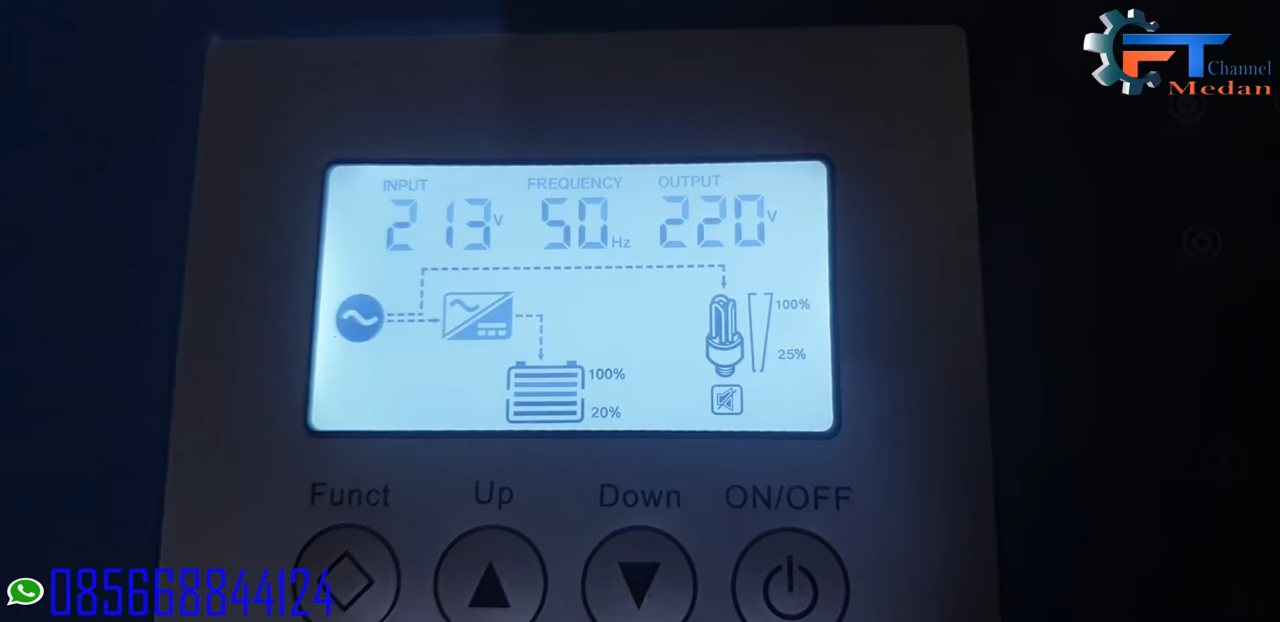 FT Channel
Medan
INPUT FREQUENCY OUTPUT
213V 50Hz 220V
100%
25%
100%
20%
Funct Up Down ON/OFF
085668844124